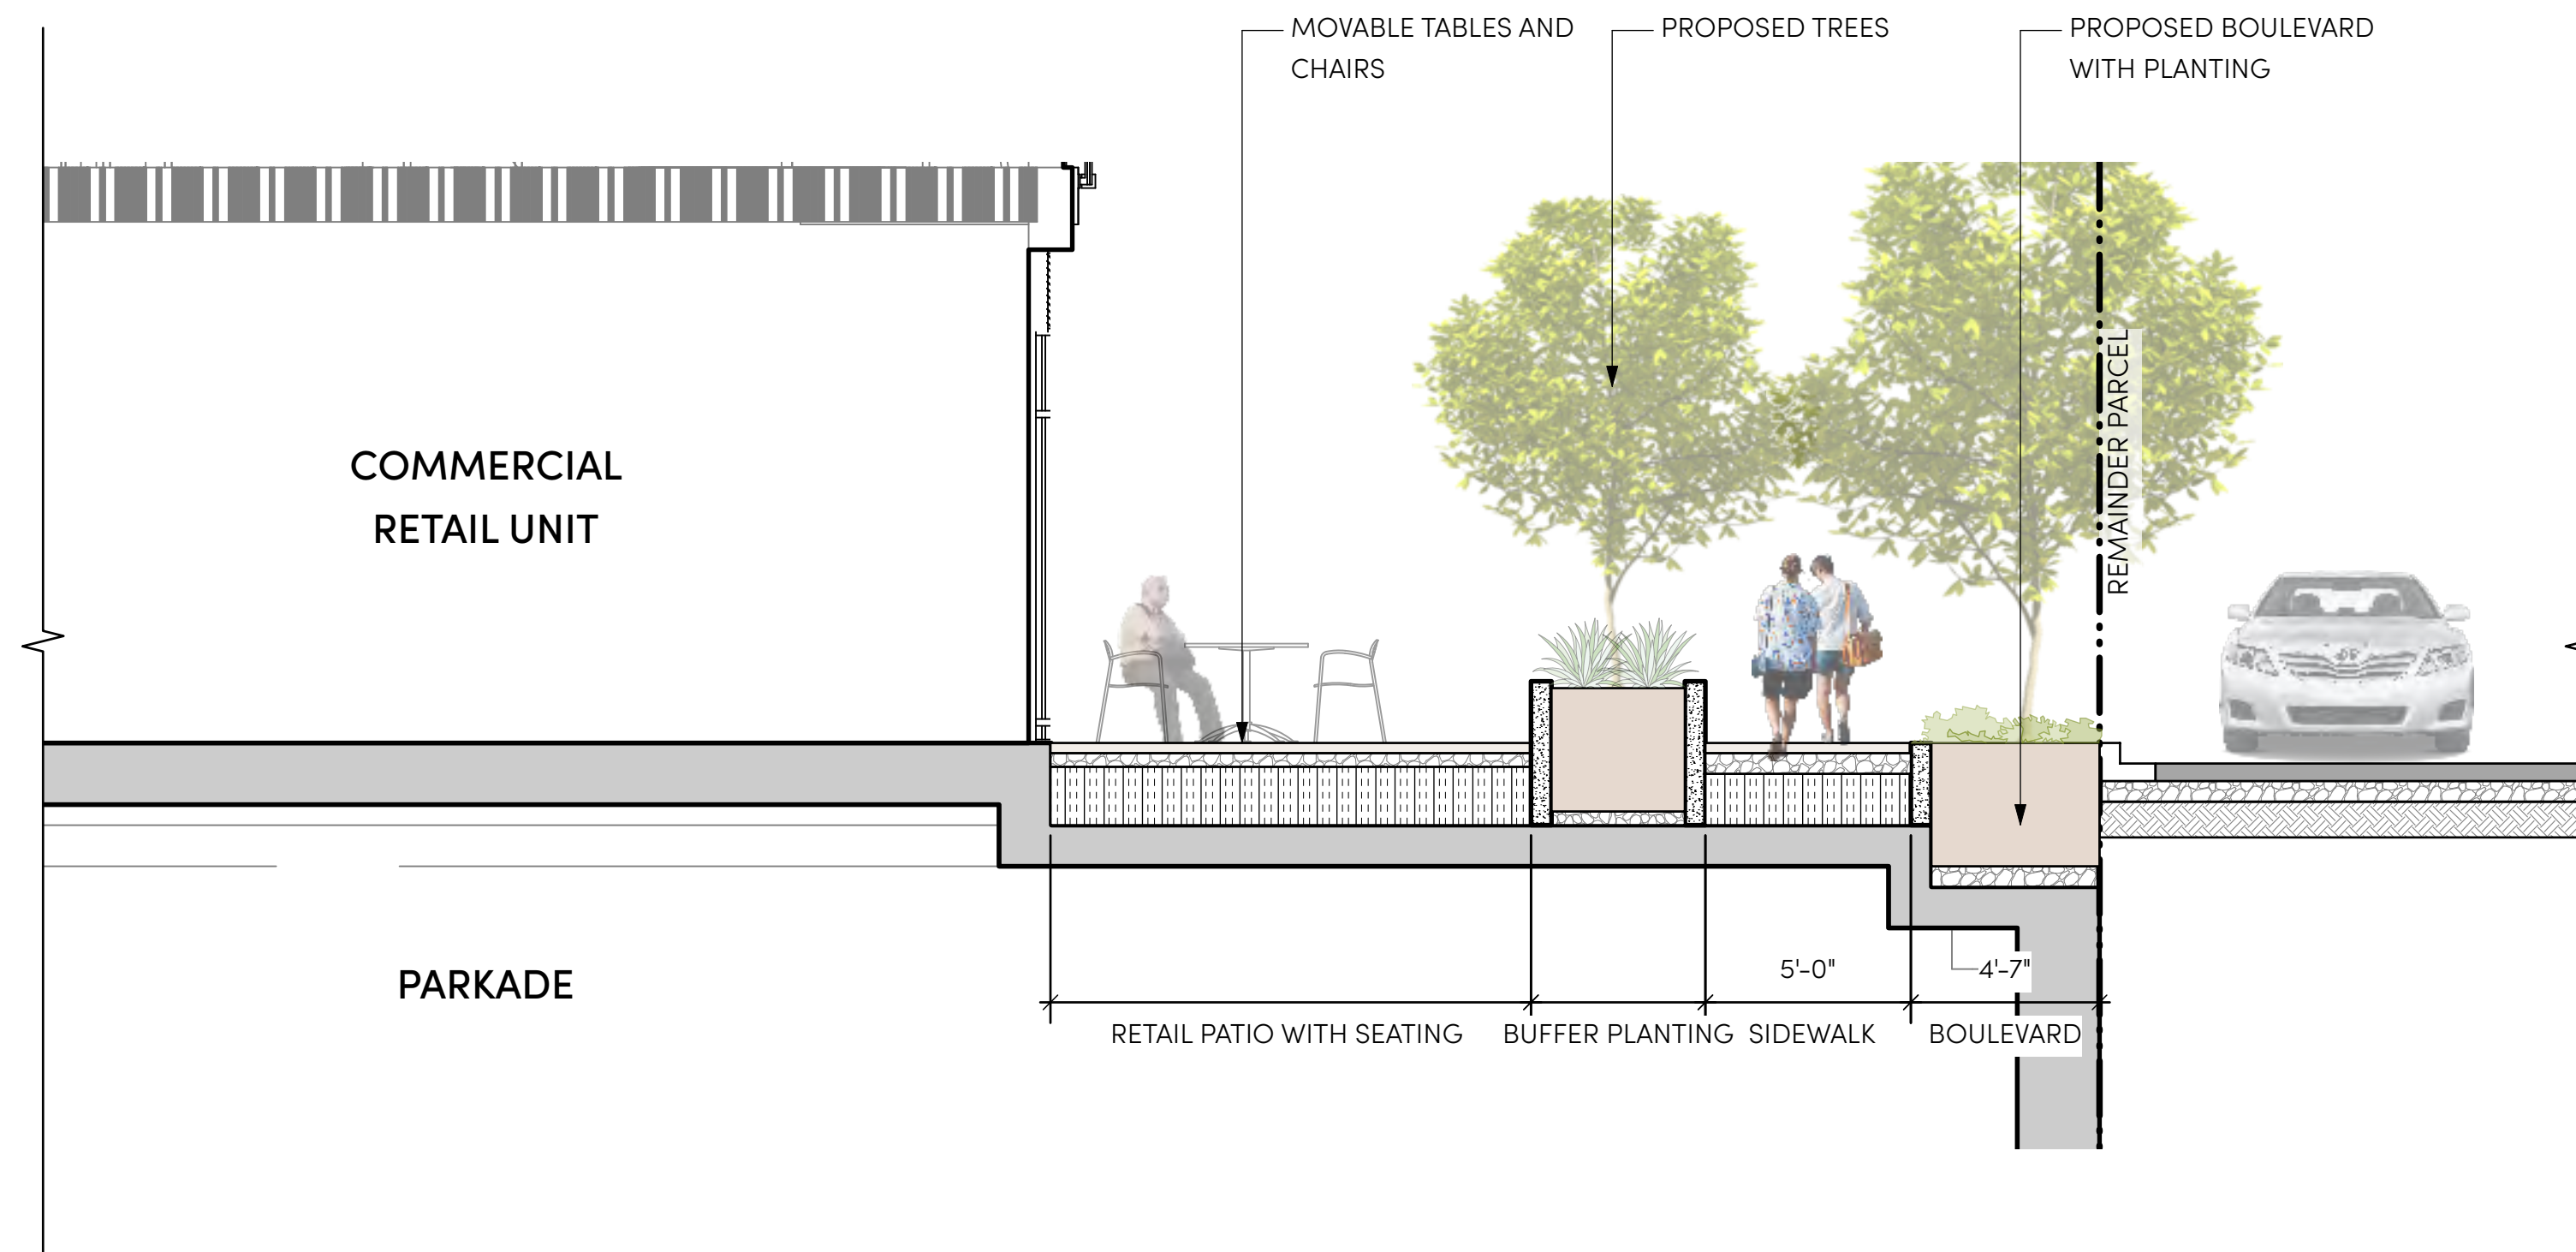 MOVABLE TABLES AND
CHAIRS
PROPOSED TREES
PROPOSED BOULEVARD
WITH PLANTING
COMMERCIAL
RETAIL UNIT
REMAINDER PARCEL
PARKADE
5'-0"
4'-7"
RETAIL PATIO WITH SEATING
BUFFER PLANTING
SIDEWALK
BOULEVARD